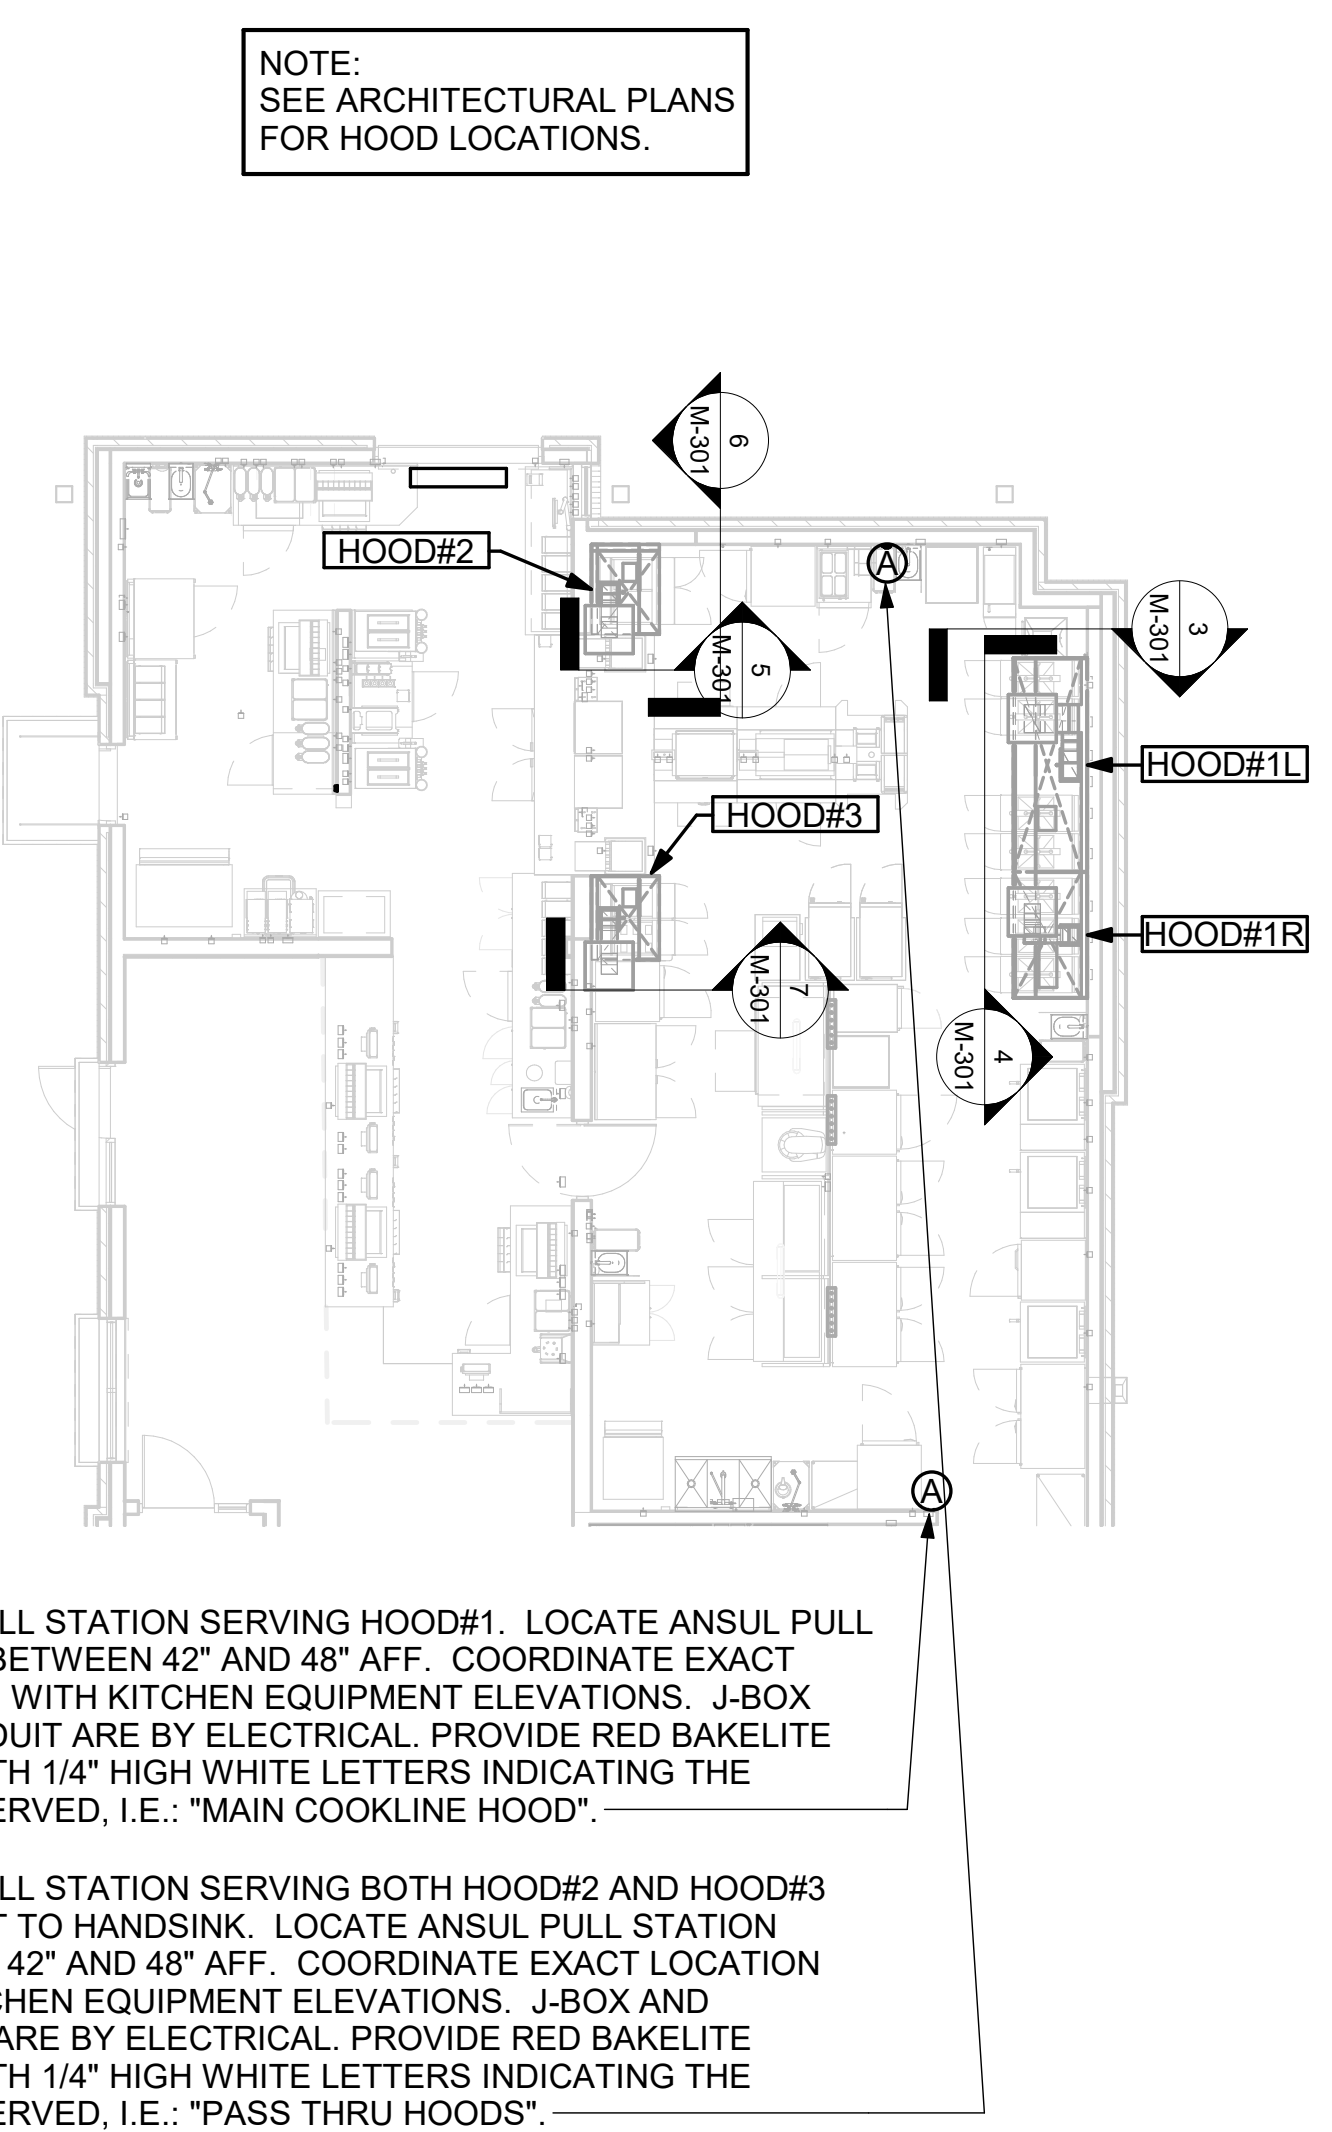 NOTE:
SEE ARCHITECTURAL PLANS
FOR HOOD LOCATIONS.
6
M-301
HOOD#2
A
3
M-301
5
M-301
HOOD#1L
HOOD#3
HOOD#1R
7
M-301
4
M-301
A
LL STATION SERVING HOOD#1. LOCATE ANSUL PULL
BETWEEN 42" AND 48" AFF. COORDINATE EXACT
WITH KITCHEN EQUIPMENT ELEVATIONS. J-BOX
DUIT ARE BY ELECTRICAL. PROVIDE RED BAKELITE
TH 1/4" HIGH WHITE LETTERS INDICATING THE
ERVED, I.E.: "MAIN COOKLINE HOOD".
LL STATION SERVING BOTH HOOD#2 AND HOOD#3
T TO HANDSINK. LOCATE ANSUL PULL STATION
42" AND 48" AFF. COORDINATE EXACT LOCATION
CHEN EQUIPMENT ELEVATIONS. J-BOX AND
ARE BY ELECTRICAL. PROVIDE RED BAKELITE
TH 1/4" HIGH WHITE LETTERS INDICATING THE
ERVED, I.E.: "PASS THRU HOODS".